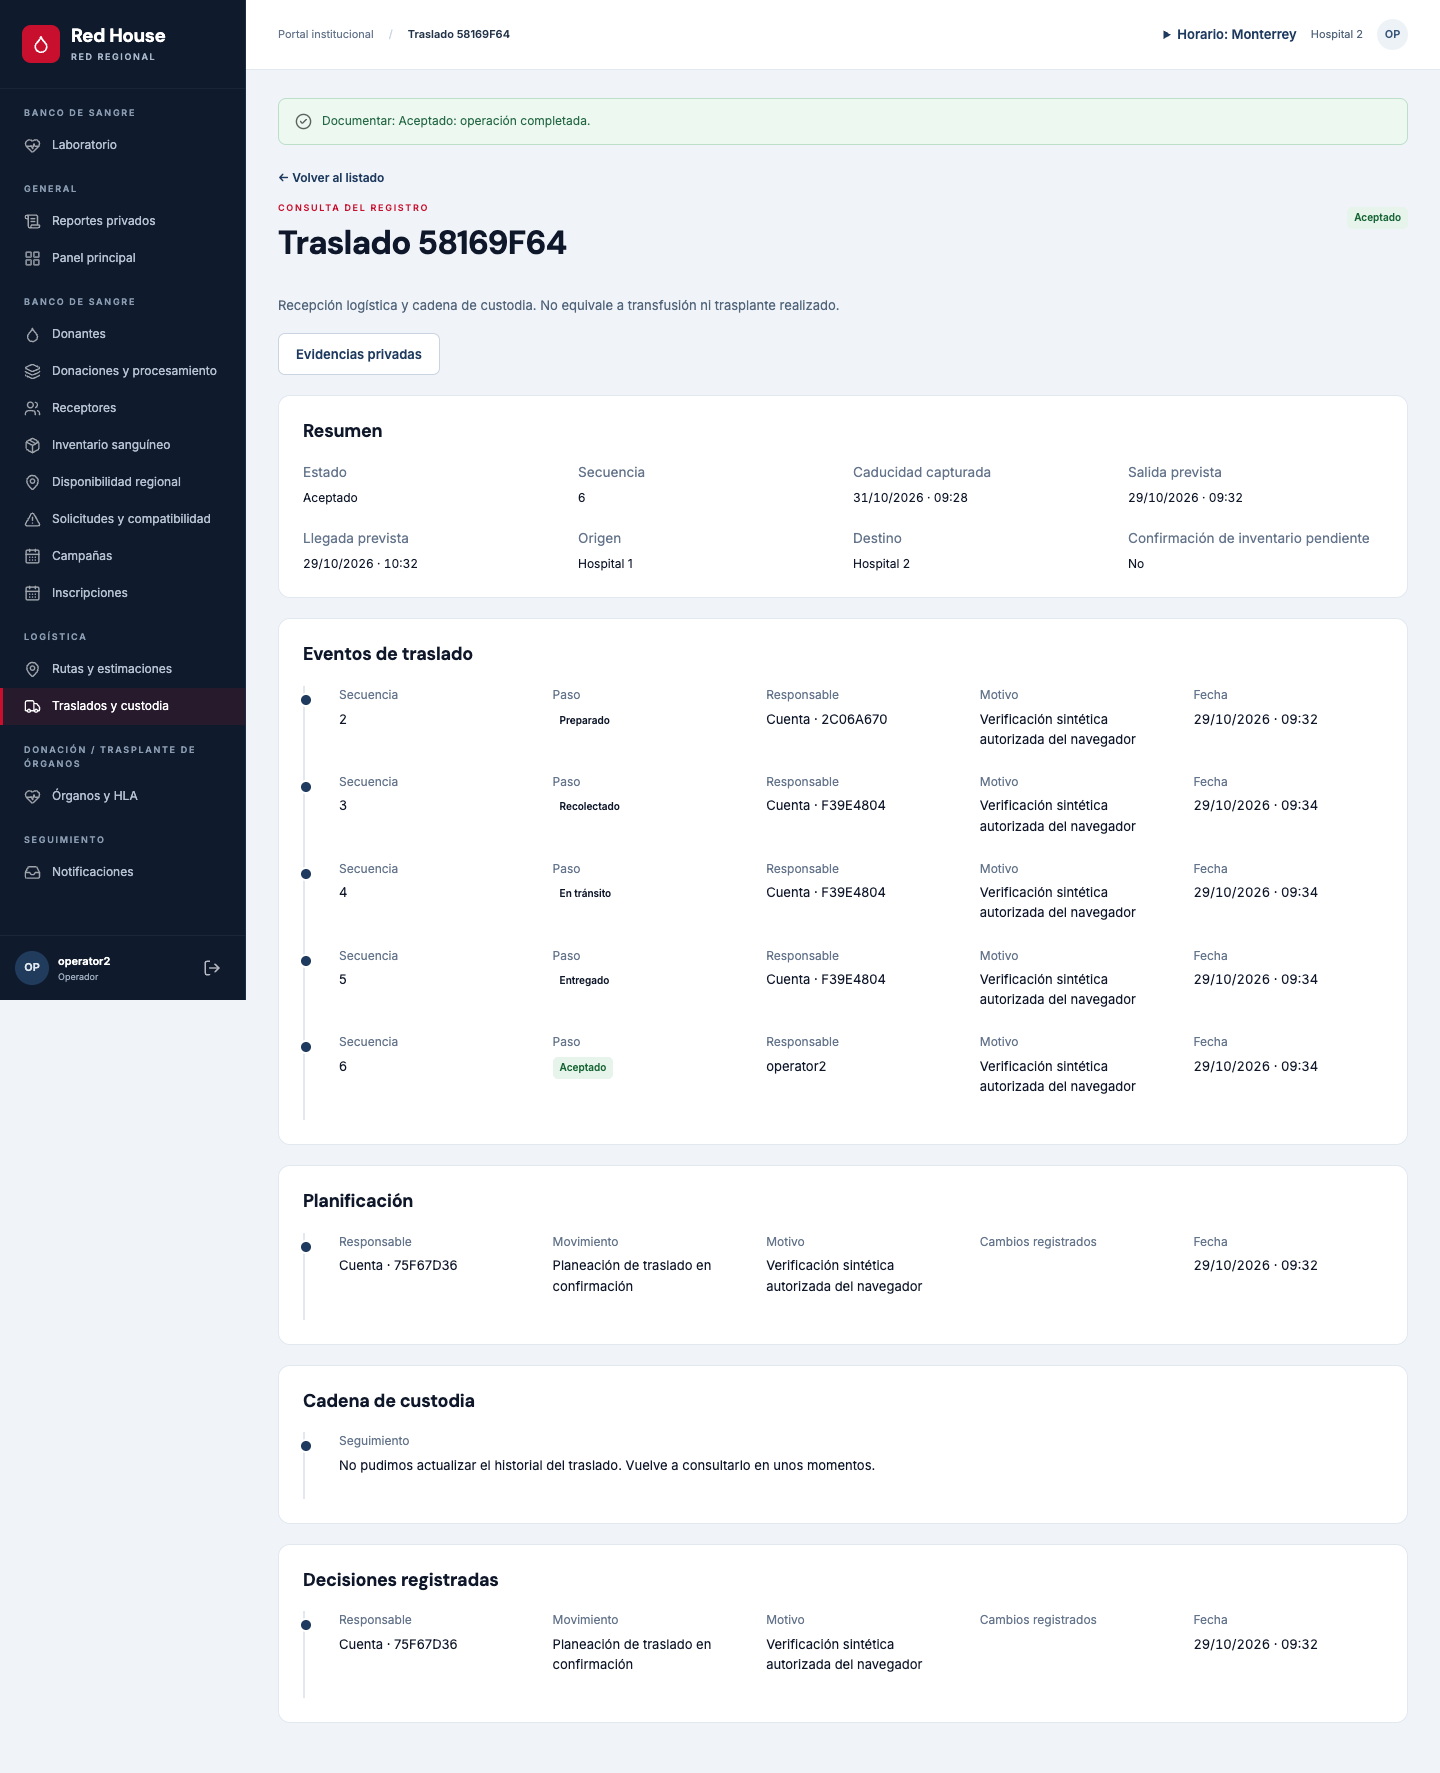 Red House
RED REGIONAL
BANCO DE SANGRE
Laboratorio
GENERAL
Reportes privados
Panel principal
BANCO DE SANGRE
Donantes
Donaciones y procesamiento
Receptores
Inventario sanguíneo
Disponibilidad regional
Solicitudes y compatibilidad
Campañas
Inscripciones
LOGÍSTICA
Rutas y estimaciones
Traslados y custodia
DONACIÓN / TRASPLANTE DE
ÓRGANOS
Órganos y HLA
SEGUIMIENTO
Notificaciones
OP
operator2
Operador
Portal institucional / Traslado 58169F64
Horario: Monterrey Hospital 2 OP
Documentar: Aceptado: operación completada.
← Volver al listado
CONSULTA DEL REGISTRO
Traslado 58169F64
Aceptado
Recepción logística y cadena de custodia. No equivale a transfusión ni trasplante realizado.
Evidencias privadas
Resumen
Estado Secuencia Caducidad capturada Salida prevista
Aceptado 6 31/10/2026 · 09:28 29/10/2026 · 09:32
Llegada prevista Origen Destino Confirmación de inventario pendiente
29/10/2026 · 10:32 Hospital 1 Hospital 2 No
Eventos de traslado
Secuencia Paso Responsable Motivo Fecha
2 Preparado Cuenta · 2C06A670 Verificación sintética 29/10/2026 · 09:32
autorizada del navegador
Secuencia Paso Responsable Motivo Fecha
3 Recolectado Cuenta · F39E4804 Verificación sintética 29/10/2026 · 09:34
autorizada del navegador
Secuencia Paso Responsable Motivo Fecha
4 En tránsito Cuenta · F39E4804 Verificación sintética 29/10/2026 · 09:34
autorizada del navegador
Secuencia Paso Responsable Motivo Fecha
5 Entregado Cuenta · F39E4804 Verificación sintética 29/10/2026 · 09:34
autorizada del navegador
Secuencia Paso Responsable Motivo Fecha
6 Aceptado operator2 Verificación sintética 29/10/2026 · 09:34
autorizada del navegador
Planificación
Responsable Movimiento Motivo Cambios registrados Fecha
Cuenta · 75F67D36 Planeación de traslado en Verificación sintética 29/10/2026 · 09:32
confirmación autorizada del navegador
Cadena de custodia
Seguimiento
No pudimos actualizar el historial del traslado. Vuelve a consultarlo en unos momentos.
Decisiones registradas
Responsable Movimiento Motivo Cambios registrados Fecha
Cuenta · 75F67D36 Planeación de traslado en Verificación sintética 29/10/2026 · 09:32
confirmación autorizada del navegador